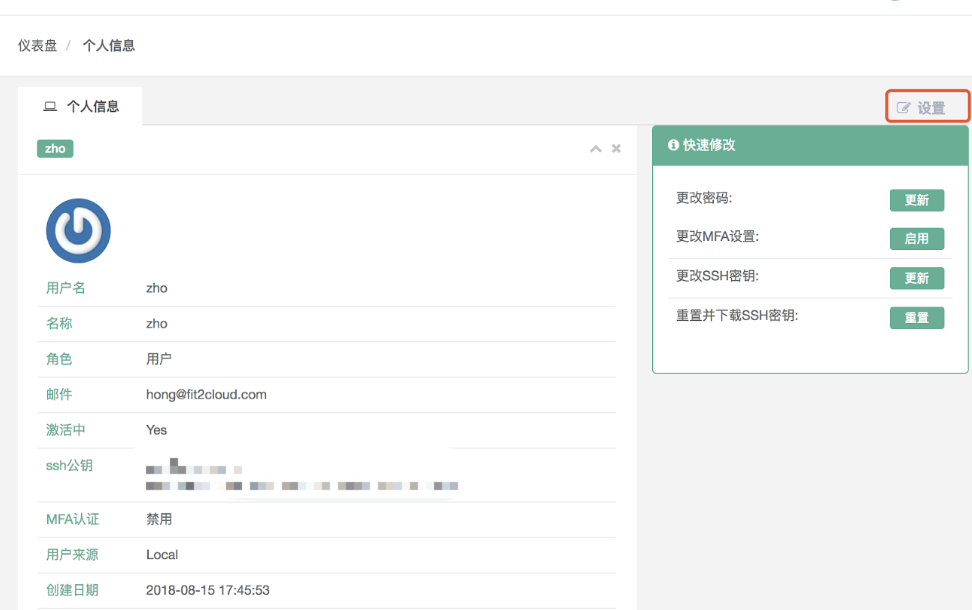 仪表盘 / 个人信息
个人信息
设置
zho
用户名 zho
名称 zho
角色 用户
邮件 hong@fit2cloud.com
激活中 Yes
ssh公钥
MFA认证 禁用
用户来源 Local
创建日期 2018-08-15 17:45:53
快速修改
更改密码: 更新
更改MFA设置: 启用
更改SSH密钥: 更新
重置并下载SSH密钥: 重置